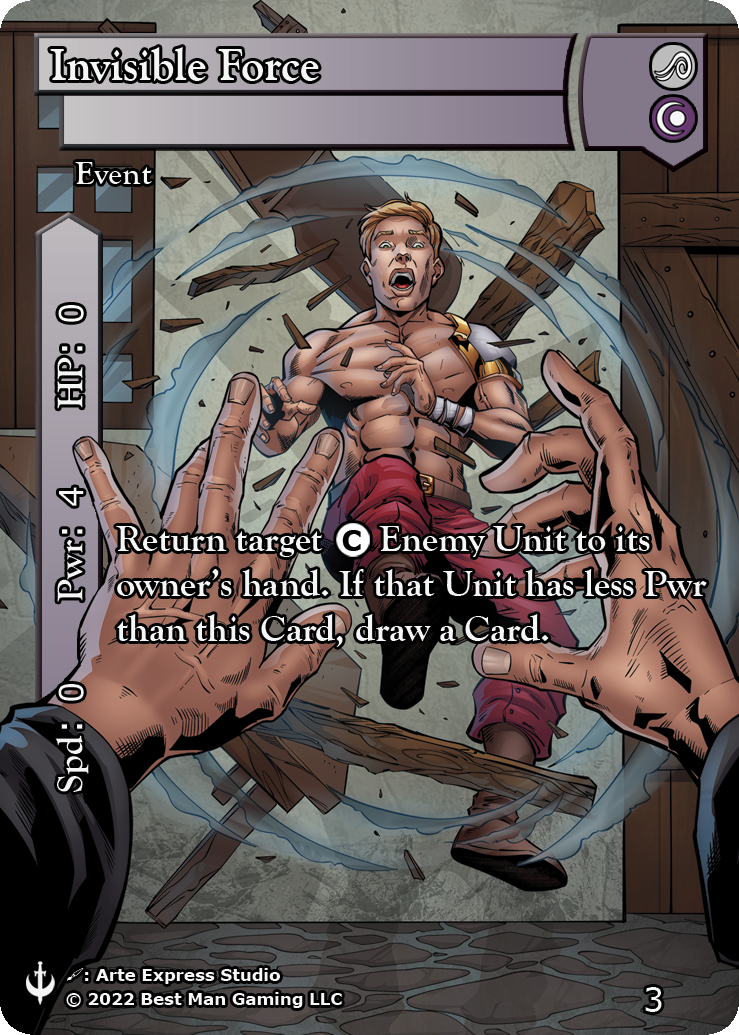 Invisible Force
Event
HP: 0
Pwr: 4
Spd: 0
Return target C Enemy Unit to its
owner's hand. If that Unit has less Pwr
than this Card, draw a Card.
: Arte Express Studio
© 2022 Best Man Gaming LLC
3